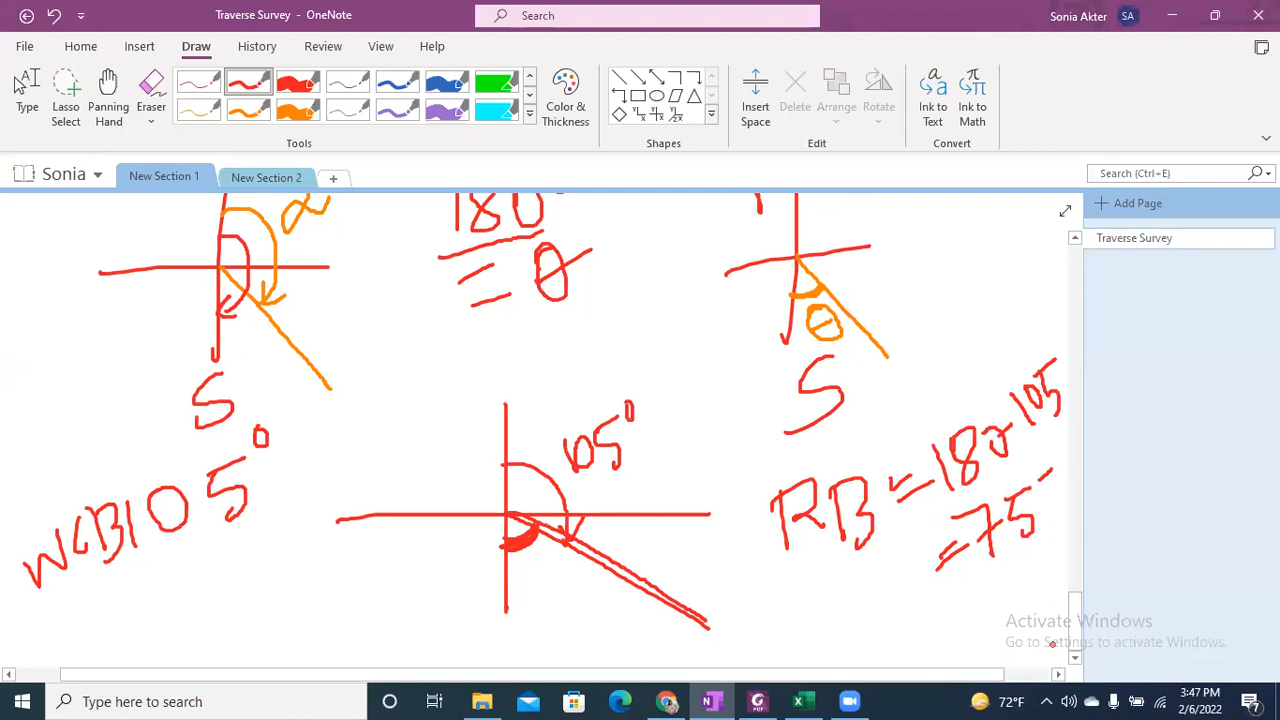 Traverse Survey - OneNote
Search
Sonia Akter
SA
File Home Insert Draw History Review View Help
Type
Lasso Select
Panning Hand
Eraser
Color & Thickness
Insert Space
Delete
Arrange
Rotate
Ink to Text
Ink to Math
Tools
Shapes
Edit
Convert
Sonia
New Section 1
New Section 2
Search (Ctrl+E)
Add Page
Traverse Survey
α
180°
= θ
θ
S
S
WCB 105°
105°
RB = 180-105
= 75°
Activate Windows
Go to Settings to activate Windows.
Type here to search
72°F
3:47 PM
2/6/2022